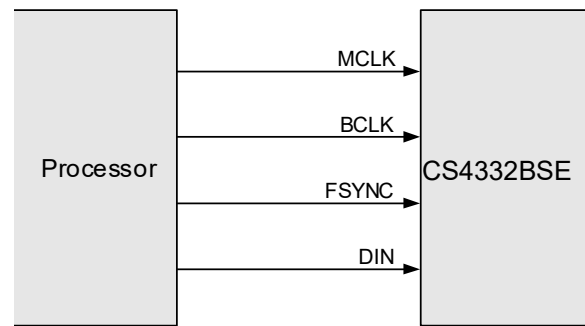 MCLK
BCLK
Processor
CS4332BSE
FSYNC
DIN